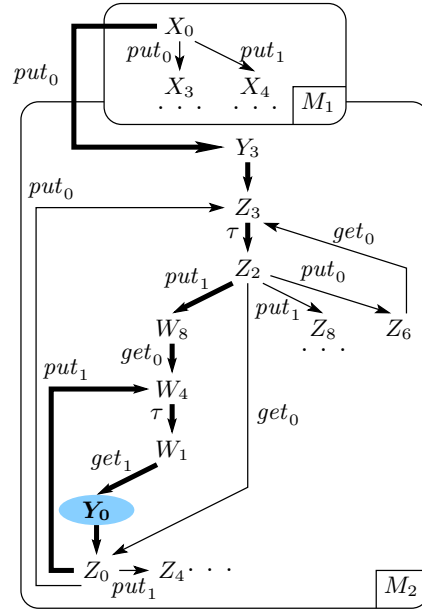 X₀
put₀ put₁
put₀
X₃ X₄
· · · · · · M₁
Y₃
put₀ Z₃
τ get₀
Z₂
put₁ put₀
put₁
W₈ Z₈ Z₆
get₀ · · ·
put₁
W₄
τ get₀
W₁
get₁
Y₀
Z₀ Z₄ · · ·
put₁ M₂